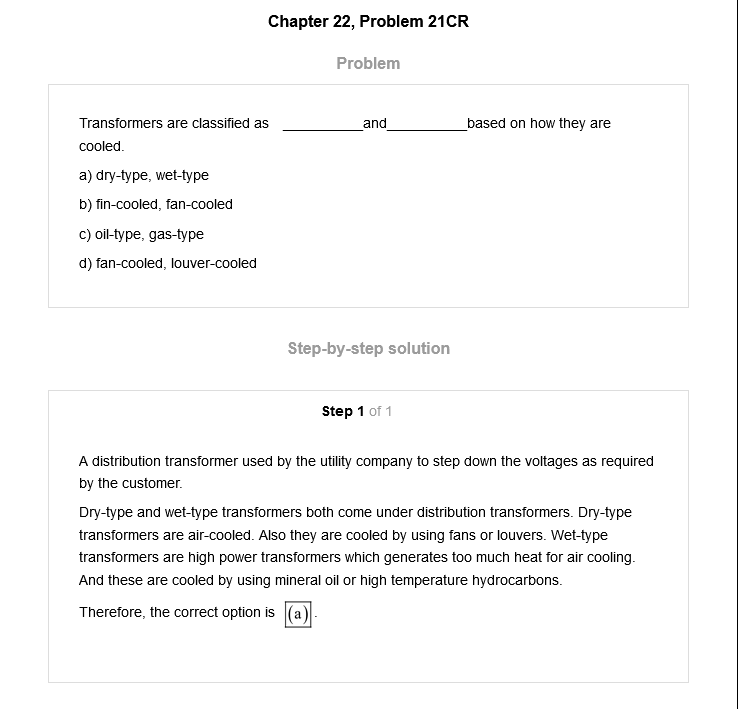 Chapter 22, Problem 21CR
Problem
Transformers are classified as __________and__________based on how they are
cooled.
a) dry-type, wet-type
b) fin-cooled, fan-cooled
c) oil-type, gas-type
d) fan-cooled, louver-cooled
Step-by-step solution
Step 1 of 1
A distribution transformer used by the utility company to step down the voltages as required
by the customer.
Dry-type and wet-type transformers both come under distribution transformers. Dry-type
transformers are air-cooled. Also they are cooled by using fans or louvers. Wet-type
transformers are high power transformers which generates too much heat for air cooling.
And these are cooled by using mineral oil or high temperature hydrocarbons.
Therefore, the correct option is (a).